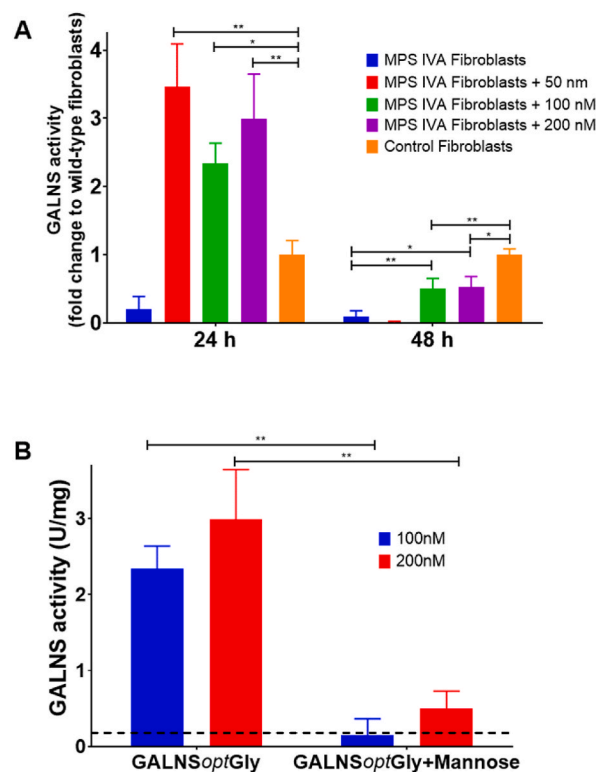 A
GALNS activity
(fold change to wild-type fibroblasts)
4
3
2
1
0
**
*
**
**
*
*
**
MPS IVA Fibroblasts
MPS IVA Fibroblasts + 50 nm
MPS IVA Fibroblasts + 100 nM
MPS IVA Fibroblasts + 200 nM
Control Fibroblasts
24 h
48 h
B
GALNS activity (U/mg)
3
2
1
0
**
**
100nM
200nM
GALNSoptGly
GALNSoptGly+Mannose